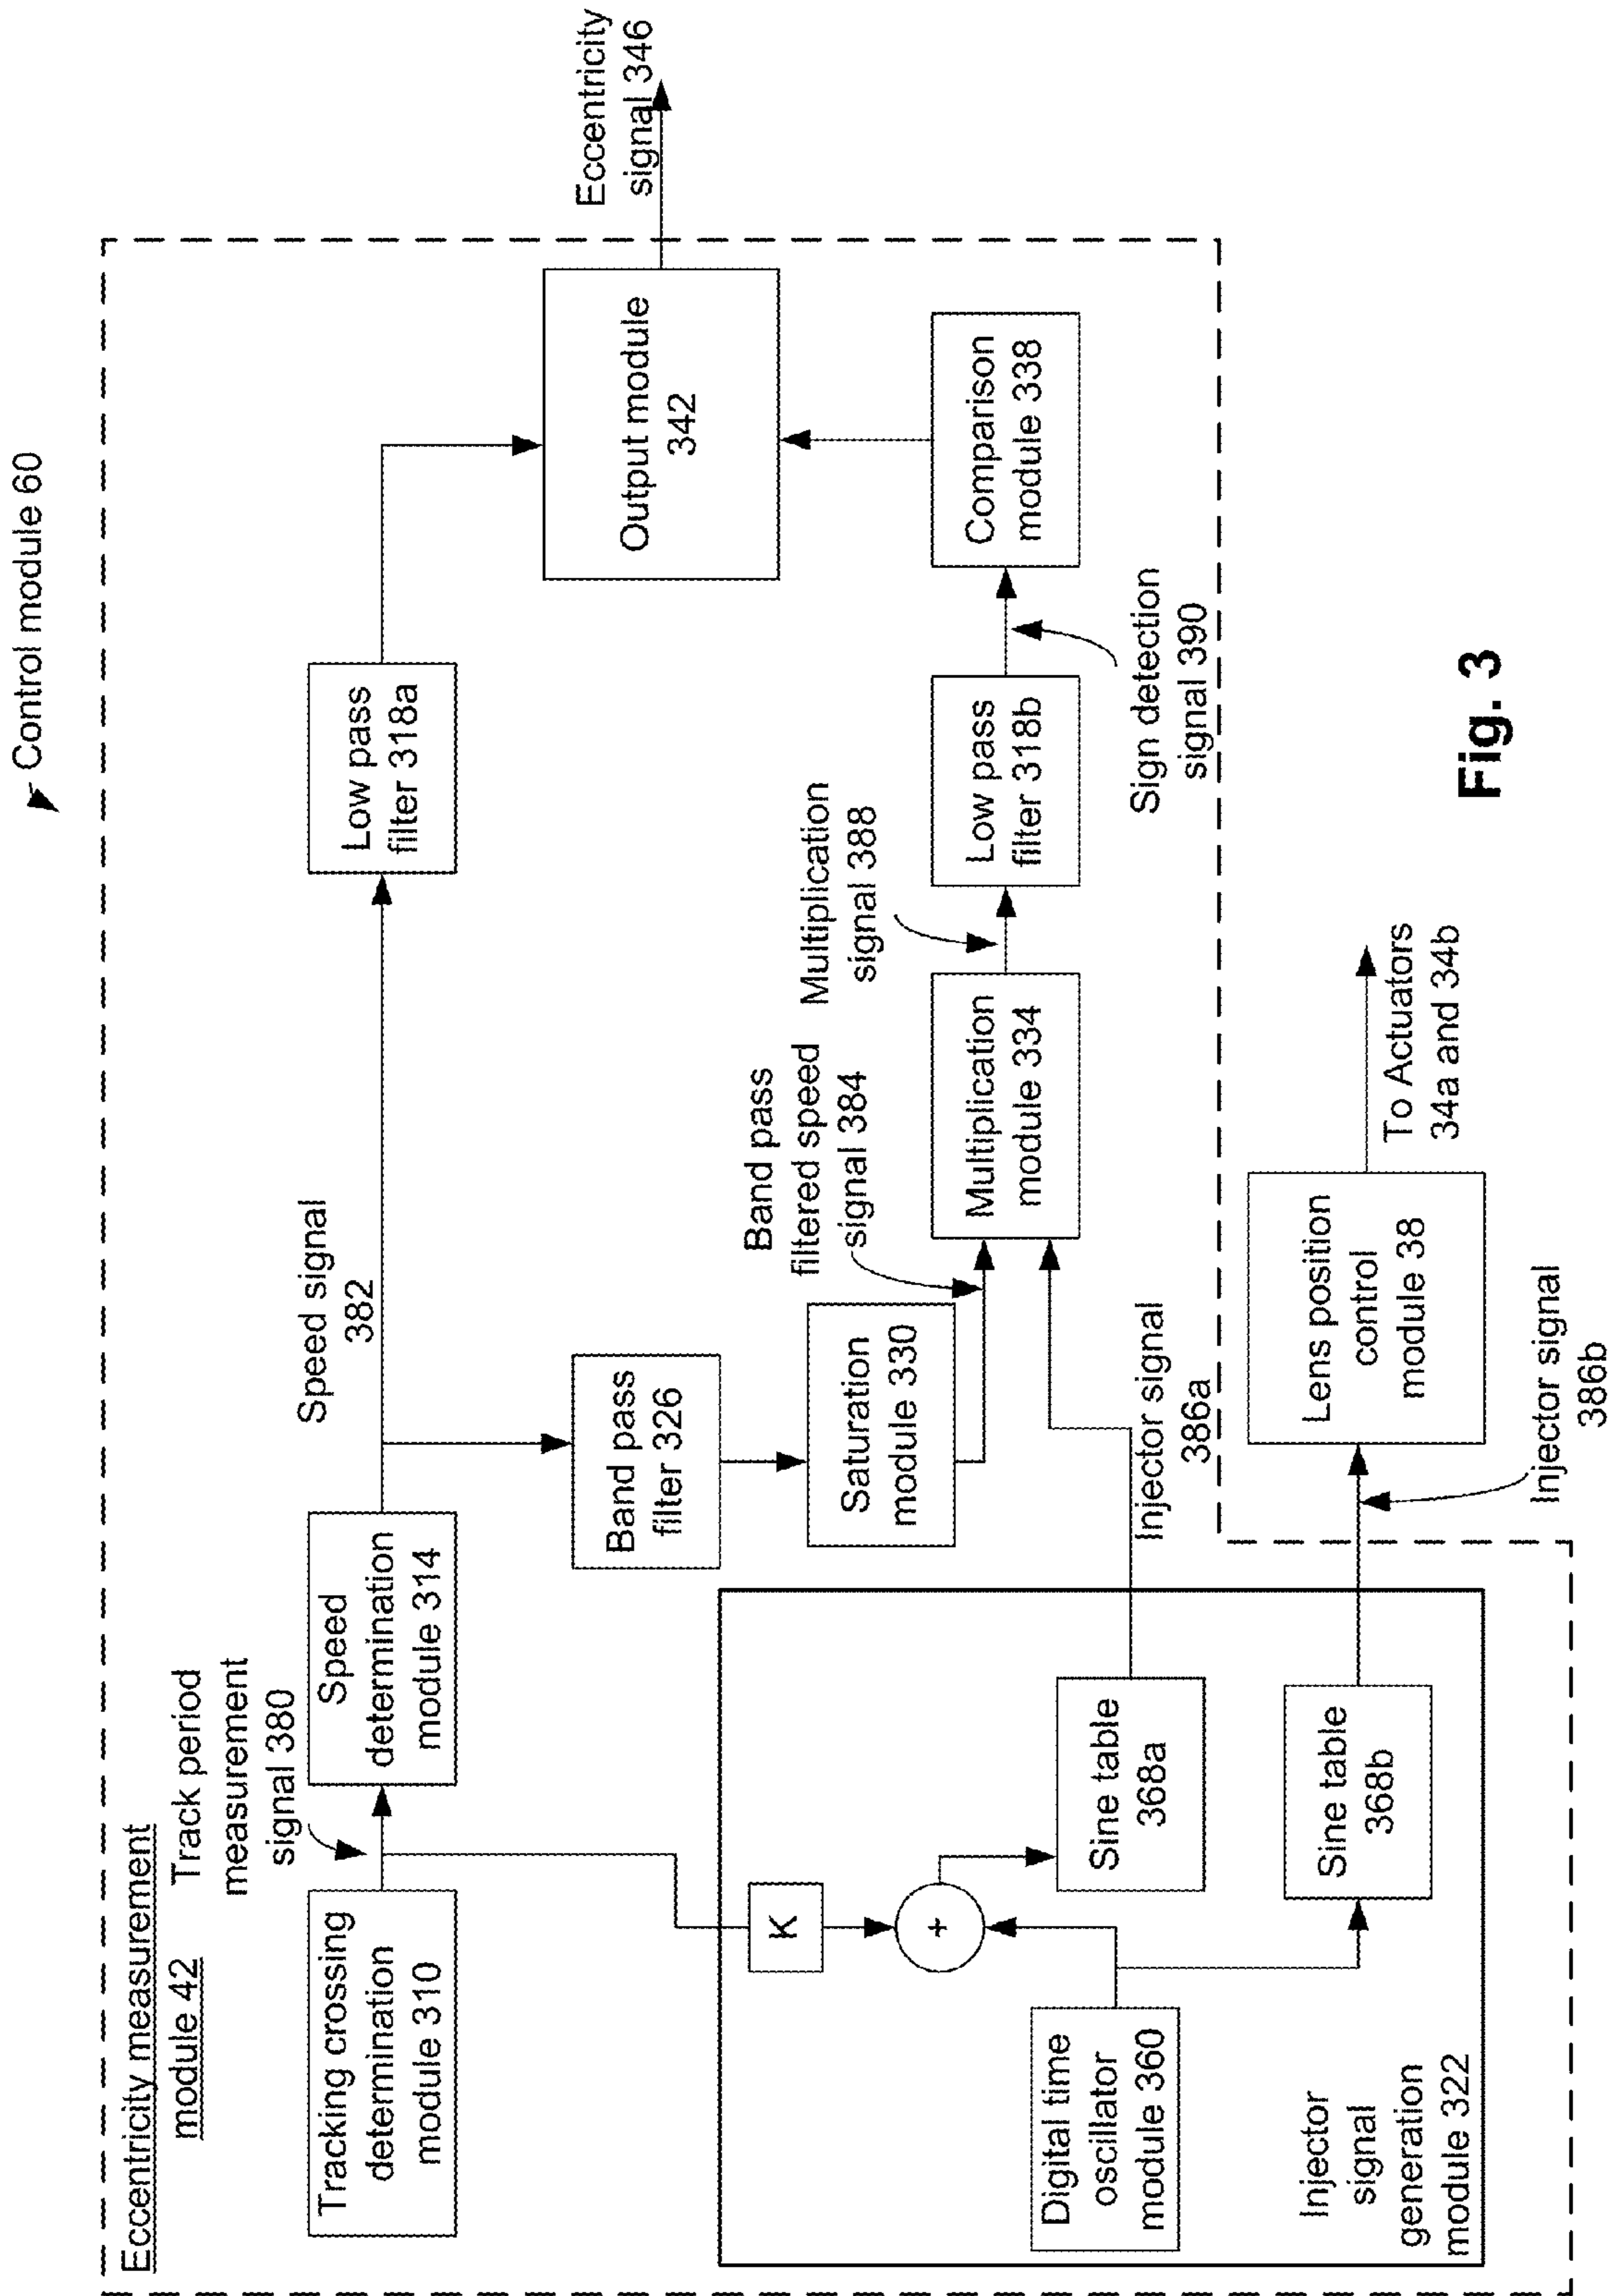 Control module 60
Eccentricity measurement
module 42
Track period
measurement
signal 380
Tracking crossing
determination
module 310
Speed
determination
module 314
Speed signal
382
Low pass
filter 318a
Eccentricity
signal 346
Output module
342
Band pass
filter 326
Saturation
module 330
Band pass
filtered speed
signal 384
Multiplication
signal 388
Multiplication
module 334
Low pass
filter 318b
Comparison
module 338
Sign detection
signal 390
K
+
Digital time
oscillator
module 360
Sine table
368a
Injector signal
386a
Sine table
368b
Injector
signal
generation
module 322
Lens position
control
module 38
Injector signal
386b
To Actuators
34a and 34b
Fig. 3